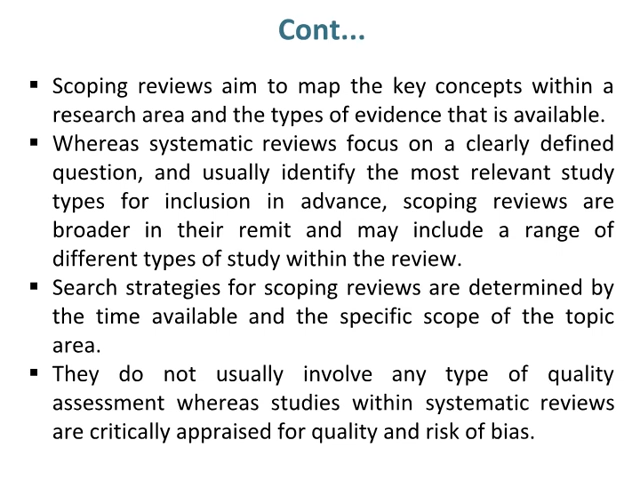 Cont...
▪ Scoping reviews aim to map the key concepts within a
research area and the types of evidence that is available.
▪ Whereas systematic reviews focus on a clearly defined
question, and usually identify the most relevant study
types for inclusion in advance, scoping reviews are
broader in their remit and may include a range of
different types of study within the review.
▪ Search strategies for scoping reviews are determined by
the time available and the specific scope of the topic
area.
▪ They do not usually involve any type of quality
assessment whereas studies within systematic reviews
are critically appraised for quality and risk of bias.